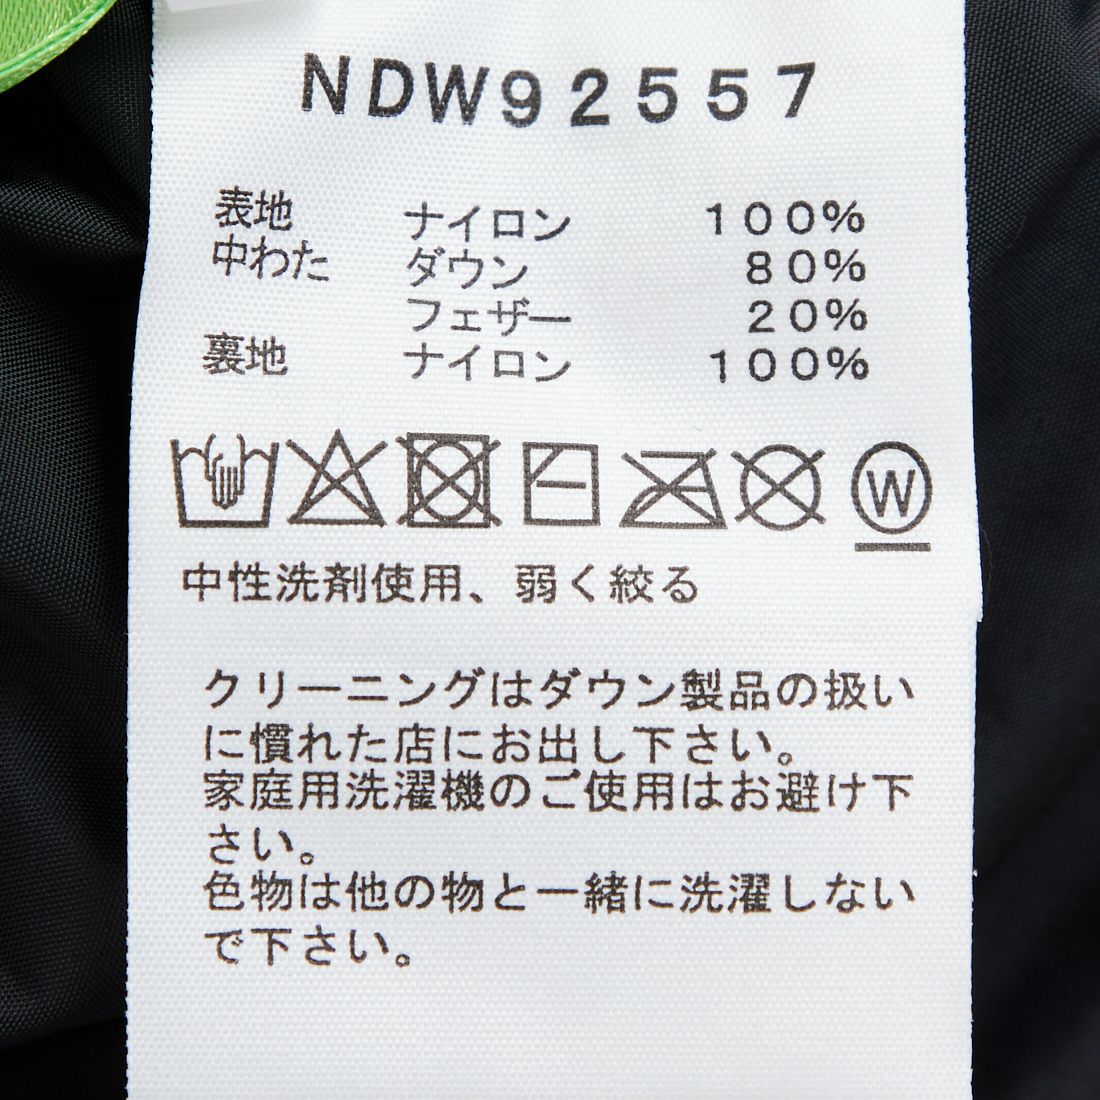 NDW92557
表地 ナイロン 100%
中わた ダウン 80%
フェザー 20%
裏地 ナイロン 100%
W
中性洗剤使用、弱く絞る
クリーニングはダウン製品の扱い
に慣れた店にお出し下さい。
家庭用洗濯機のご使用はお避け下
さい。
色物は他の物と一緒に洗濯しない
で下さい。